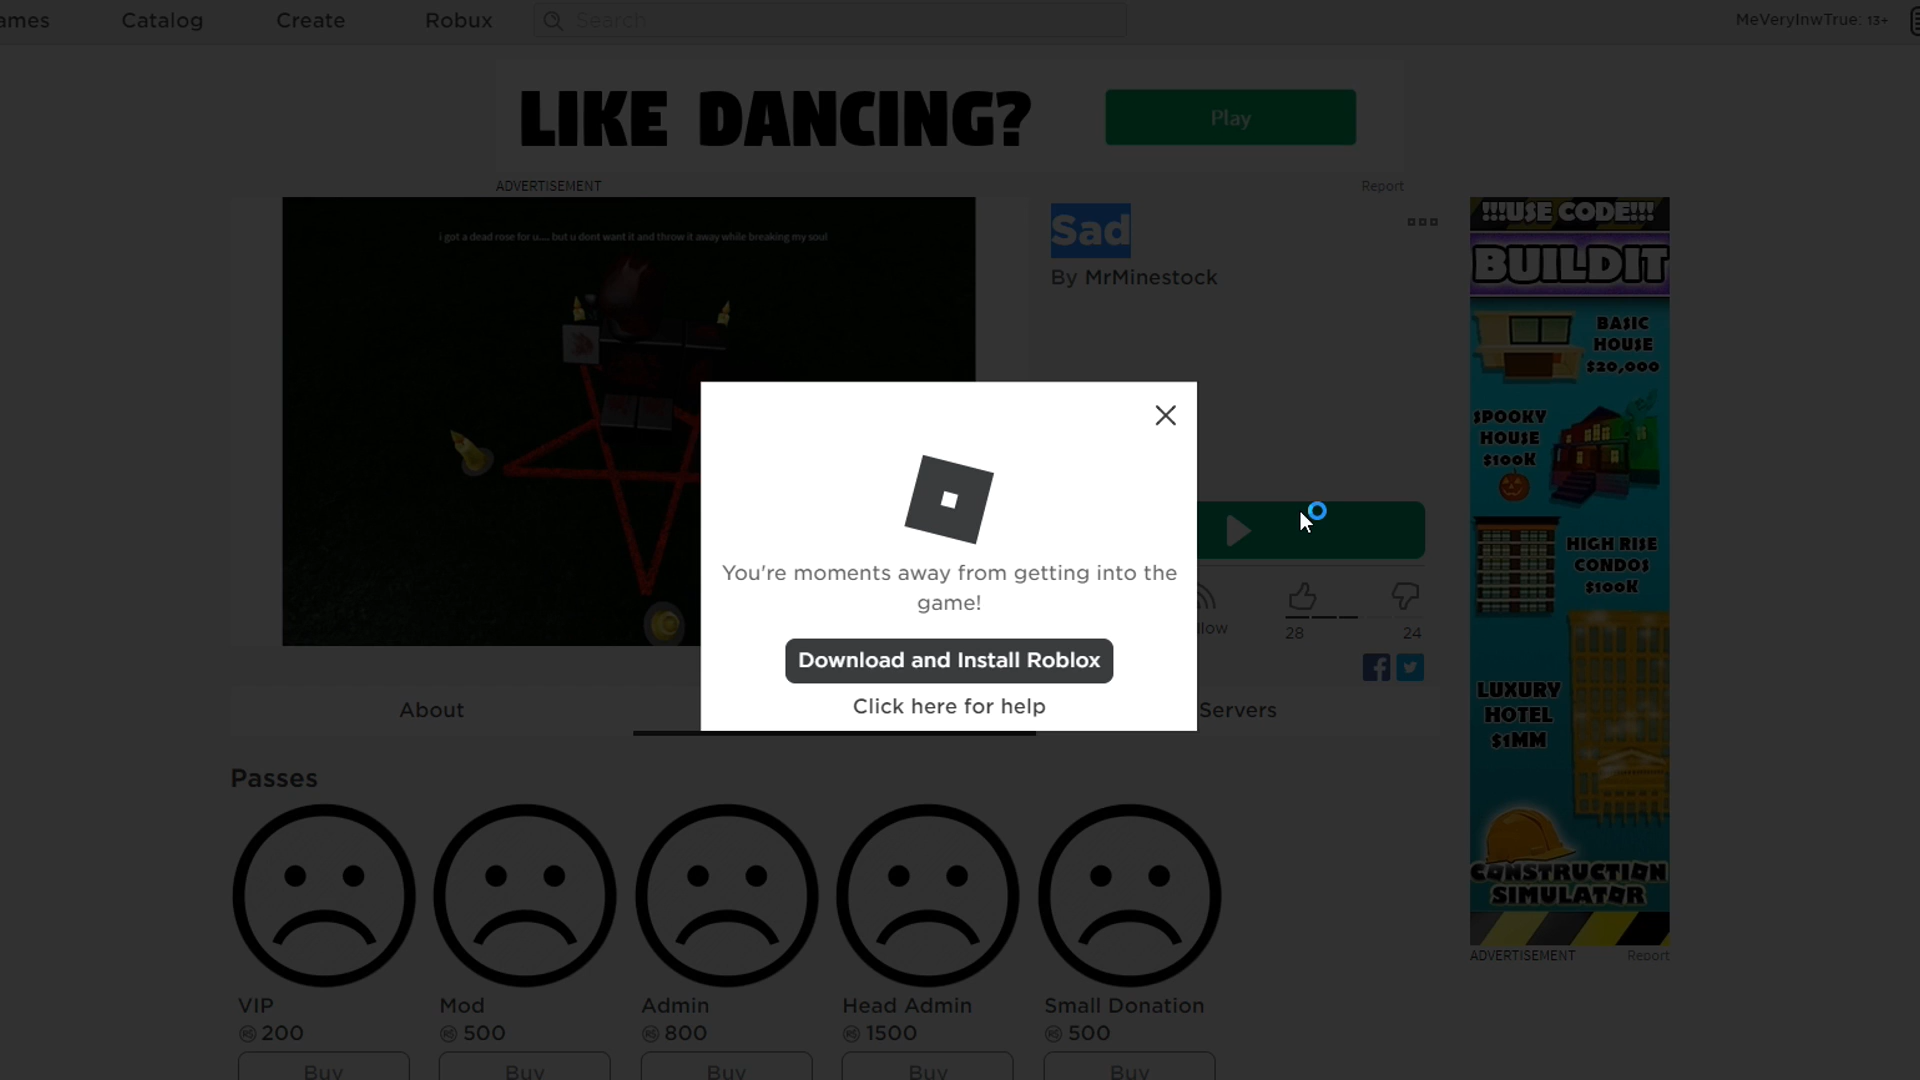 ames Catalog Create Robux Search MeVeryInwTrue: 13+
LIKE DANCING? Play
ADVERTISEMENT Report
i got a dead rose for u.... but u dont want it and throw it away while breaking my soul
Sad
By MrMinestock
You're moments away from getting into the
game!
Download and Install Roblox
Click here for help
llow
28 24
About Servers
Passes
VIP Mod Admin Head Admin Small Donation
200 500 800 1500 500
Buy Buy Buy Buy Buy
!!!USE CODE!!!
BUILDIT
BASIC
HOUSE
$20,000
SPOOKY
HOUSE
$100K
HIGH RISE
CONDOS
$100K
LUXURY
HOTEL
$1MM
CONSTRUCTION
SIMULATOR
ADVERTISEMENT Report